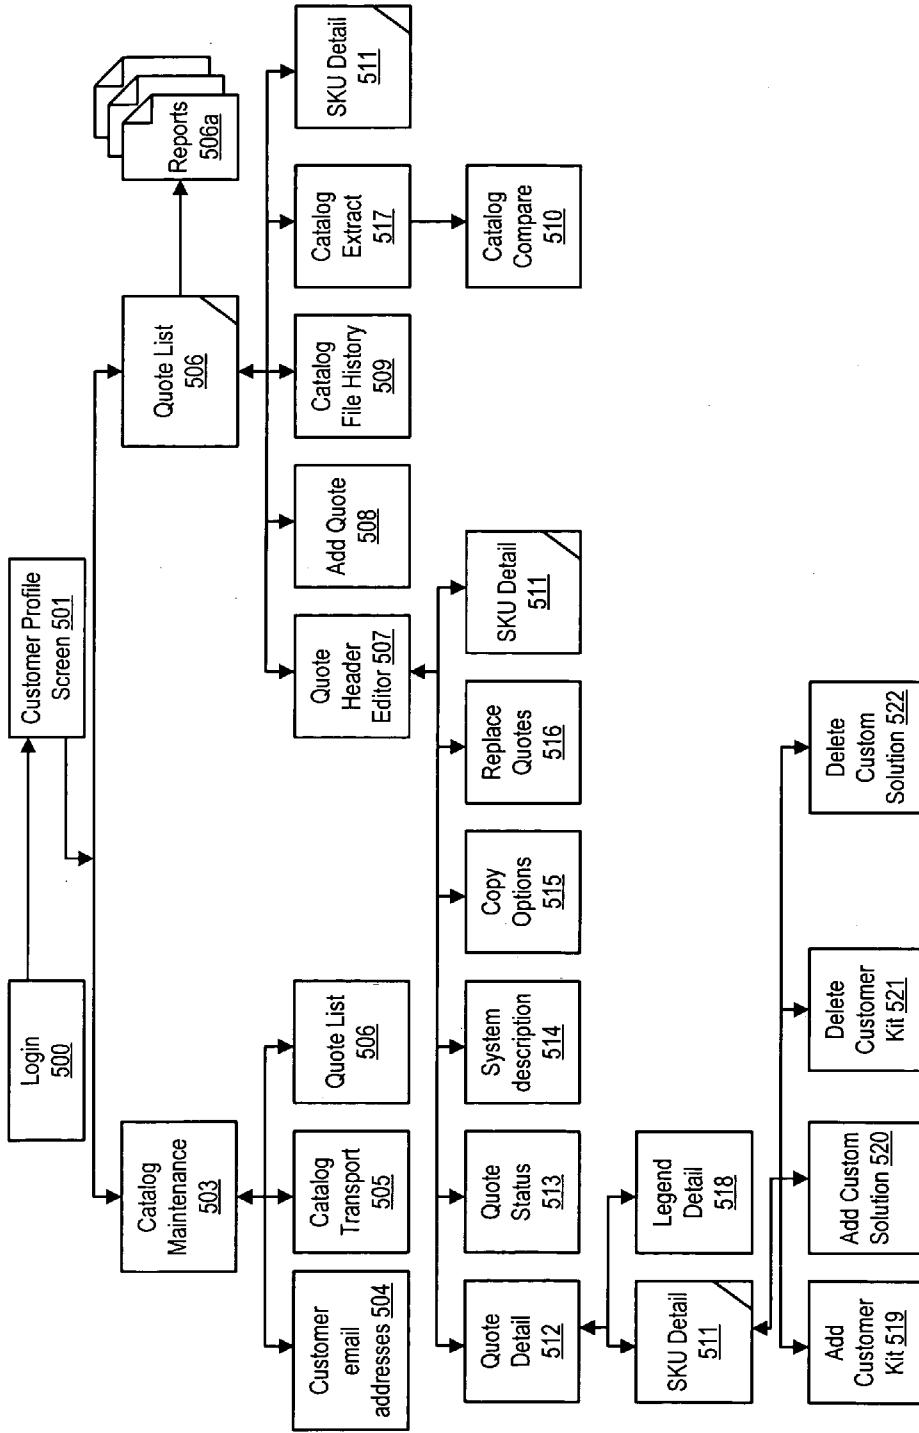 Login
500
Customer Profile
Screen 501
Catalog
Maintenance
503
Quote List
506
Reports
506a
Customer
email
addresses 504
Catalog
Transport
505
Quote List
506
Quote
Header
Editor 507
Add Quote
508
Catalog
File History
509
Catalog
Extract
517
SKU Detail
511
Quote
Detail
512
Quote
Status
513
System
description
514
Copy
Options
515
Replace
Quotes
516
SKU Detail
511
Catalog
Compare
510
SKU Detail
511
Legend
Detail
518
Add
Customer
Kit 519
Add Custom
Solution 520
Delete
Customer
Kit 521
Delete
Custom
Solution 522